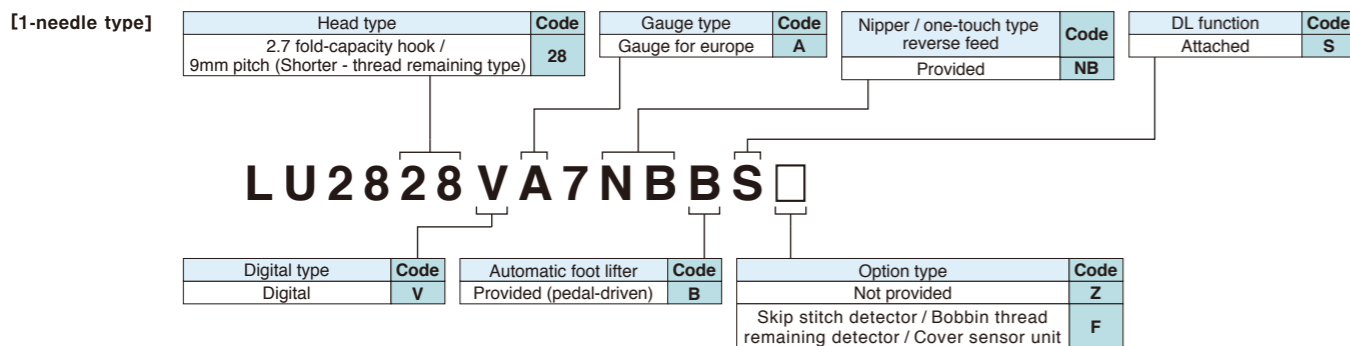 [1-needle type]
Head type Code
2.7 fold-capacity hook /
9mm pitch (Shorter - thread remaining type) 28
Gauge type Code
Gauge for europe A
Nipper / one-touch type
reverse feed Code
Provided NB
DL function Code
Attached S
LU2828VA7NBBS□
Digital type Code
Digital V
Automatic foot lifter Code
Provided (pedal-driven) B
Option type Code
Not provided Z
Skip stitch detector / Bobbin thread
remaining detector / Cover sensor unit F